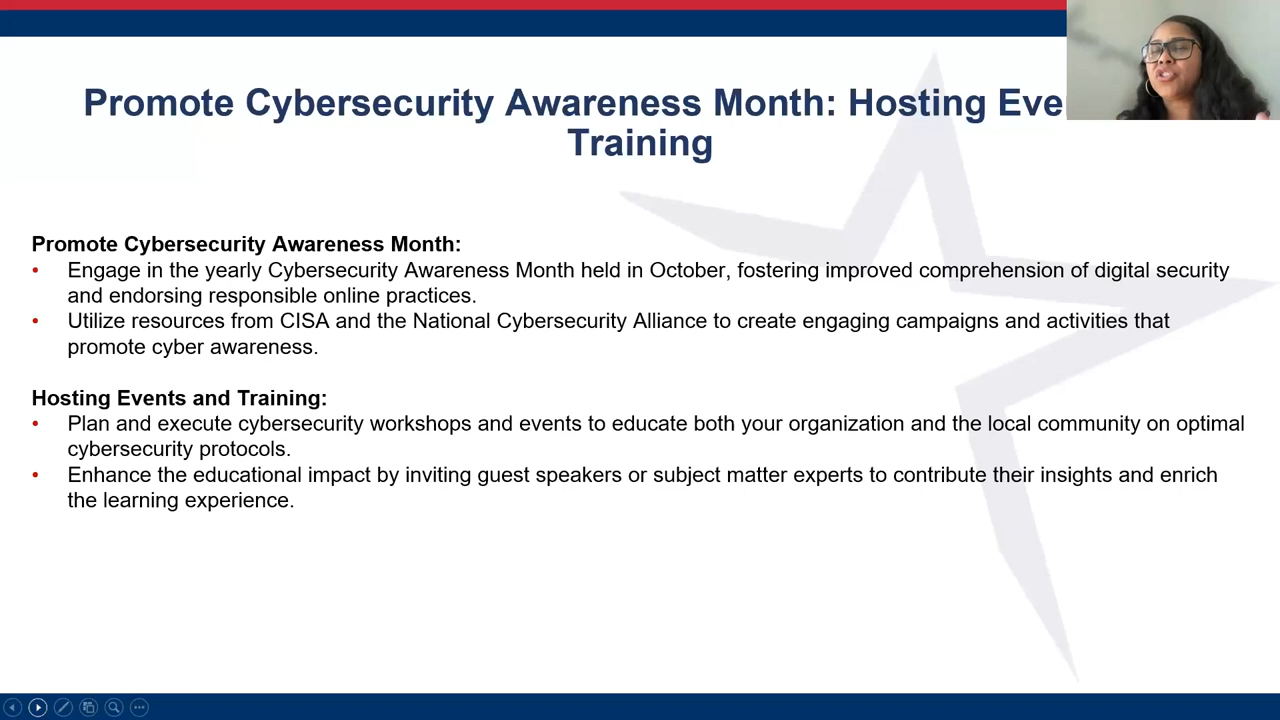 Promote Cybersecurity Awareness Month: Hosting Eve
Training
Promote Cybersecurity Awareness Month:
• Engage in the yearly Cybersecurity Awareness Month held in October, fostering improved comprehension of digital security
and endorsing responsible online practices.
• Utilize resources from CISA and the National Cybersecurity Alliance to create engaging campaigns and activities that
promote cyber awareness.
Hosting Events and Training:
• Plan and execute cybersecurity workshops and events to educate both your organization and the local community on optimal
cybersecurity protocols.
• Enhance the educational impact by inviting guest speakers or subject matter experts to contribute their insights and enrich
the learning experience.